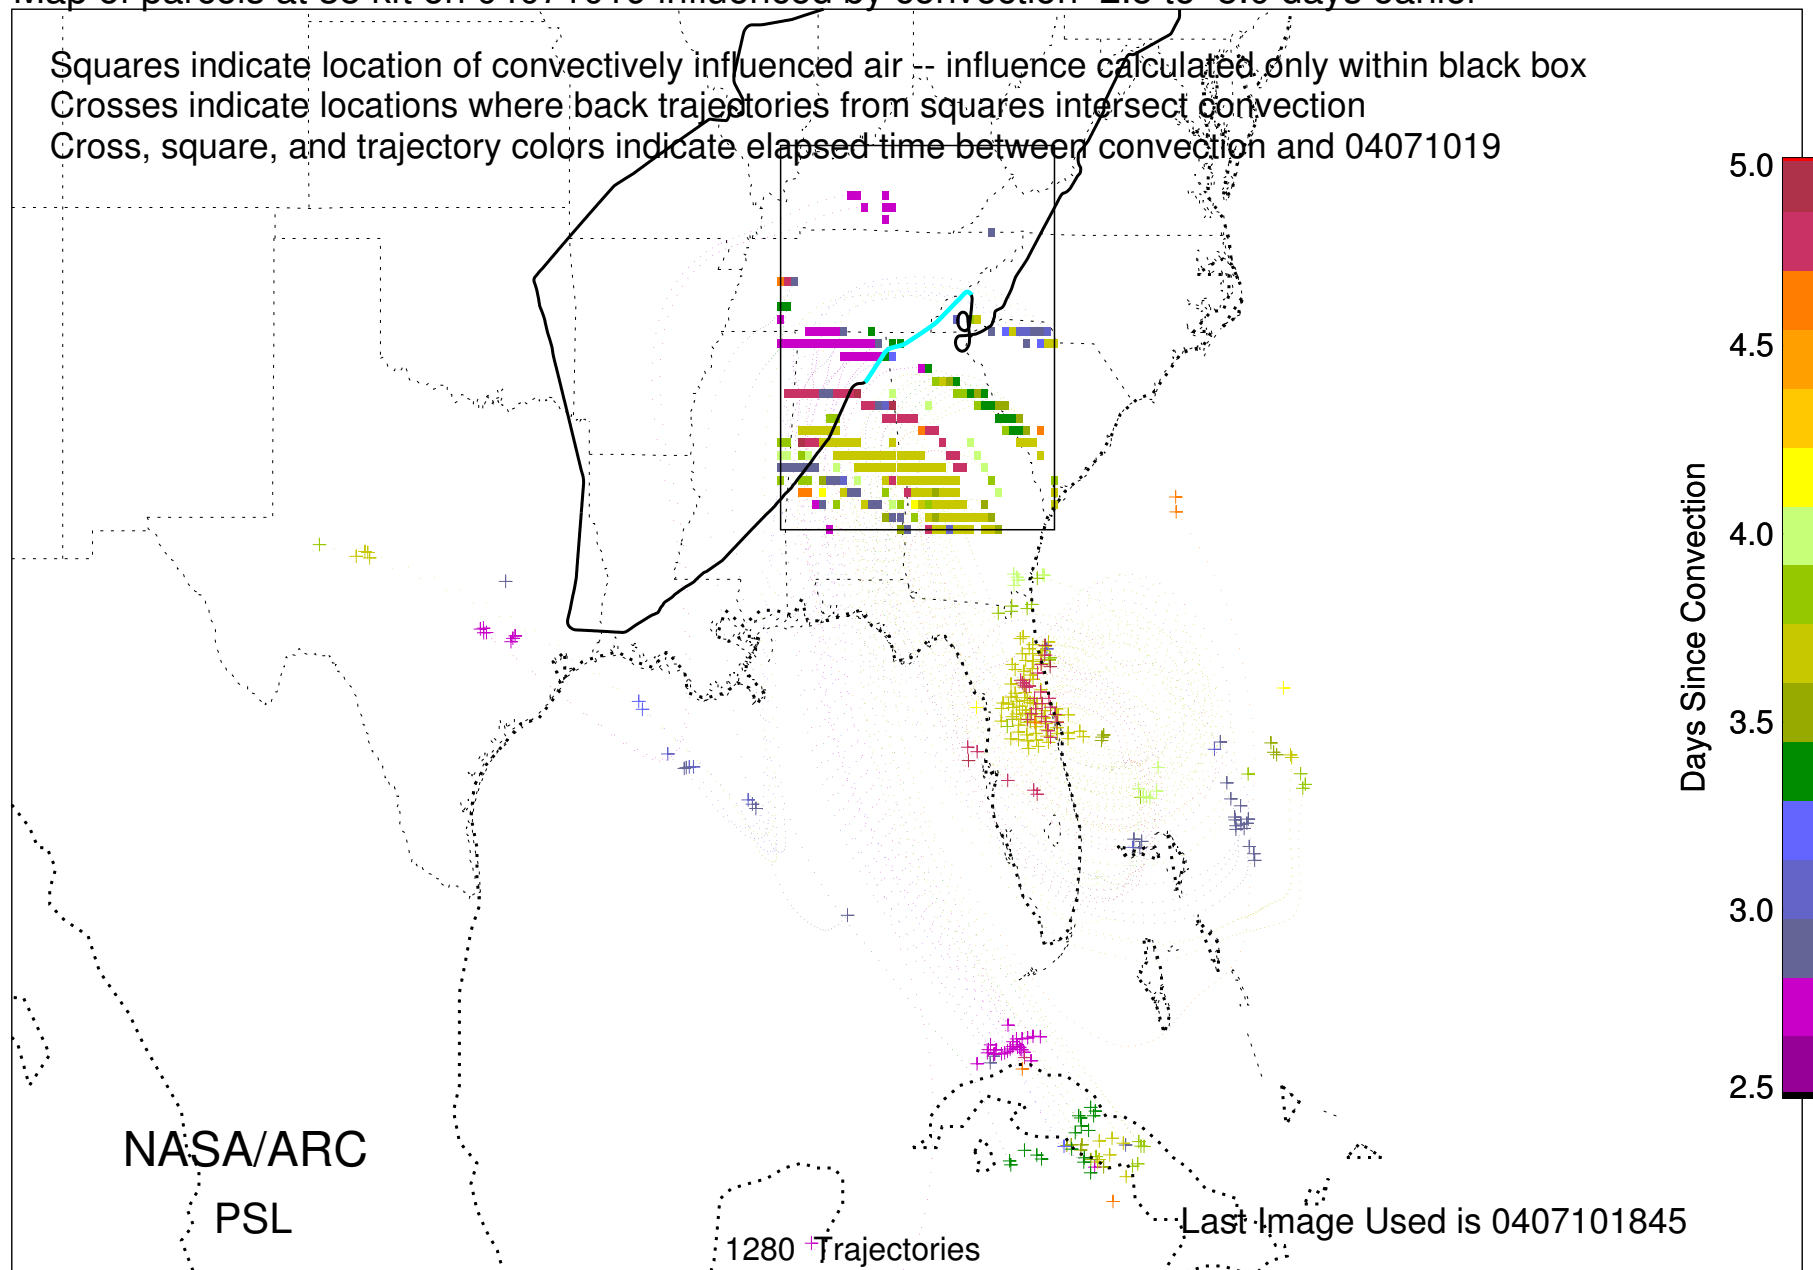 Squares indicate location of convectively influenced air -- influence calculated only within black box
Crosses indicate locations where back trajectories from squares intersect convection
Cross, square, and trajectory colors indicate elapsed time between convection and 04071019
5.0
4.5
4.0
3.5
3.0
2.5
Days Since Convection
NASA/ARC
PSL
1280 Trajectories
Last Image Used is 0407101845